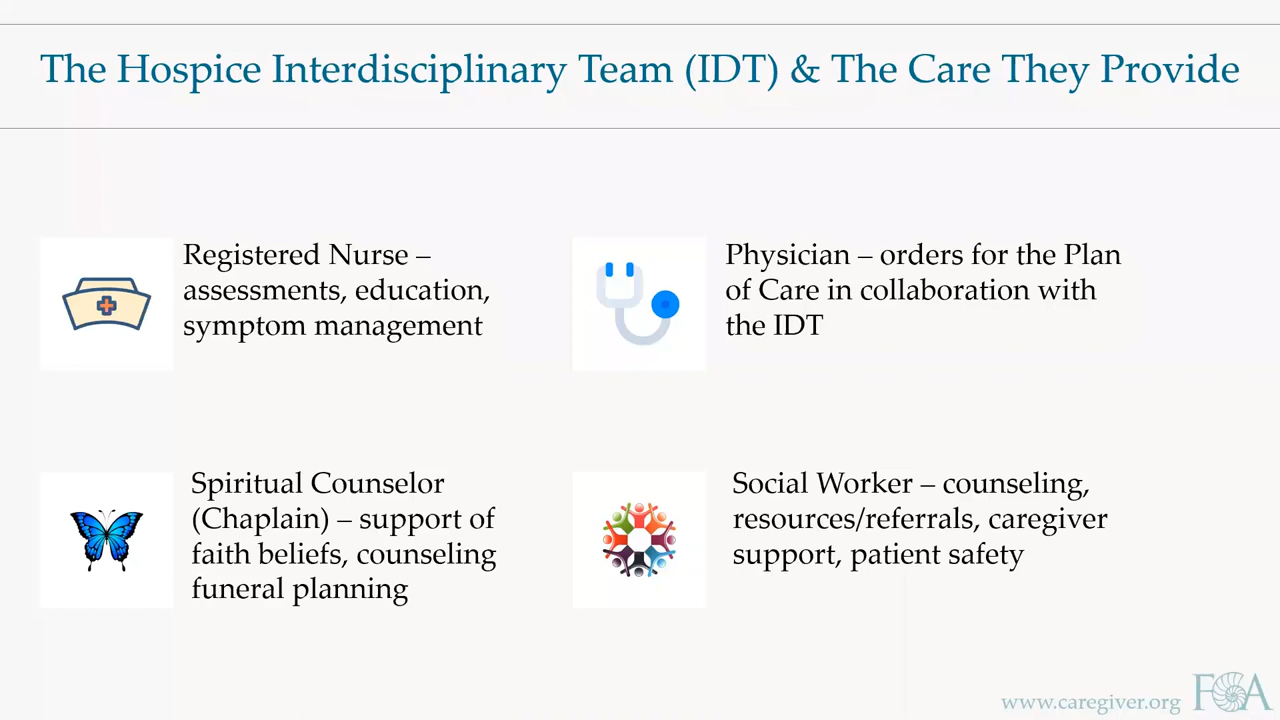 The Hospice Interdisciplinary Team (IDT) & The Care They Provide
Registered Nurse –
assessments, education,
symptom management
Physician – orders for the Plan
of Care in collaboration with
the IDT
Spiritual Counselor
(Chaplain) – support of
faith beliefs, counseling
funeral planning
Social Worker – counseling,
resources/referrals, caregiver
support, patient safety
www.caregiver.org FCA